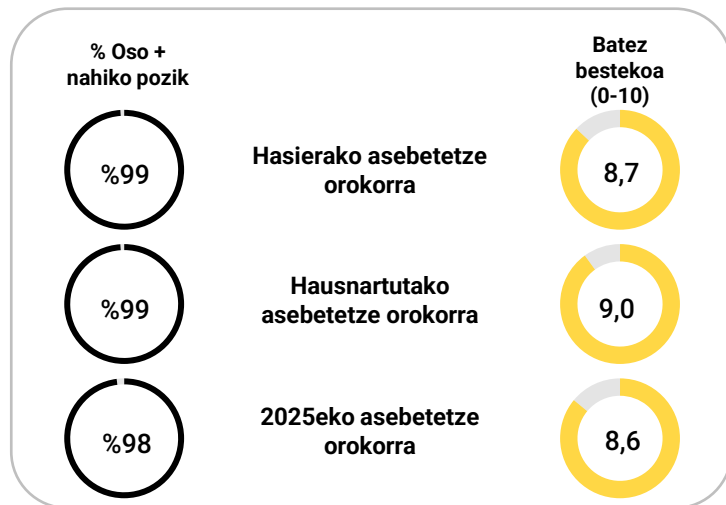 % Oso +
nahiko pozik
Batez
bestekoa
(0-10)
%99
Hasierako asebetetze
orokorra
8,7
%99
Hausnartutako
asebetetze orokorra
9,0
%98
2025eko asebetetze
orokorra
8,6